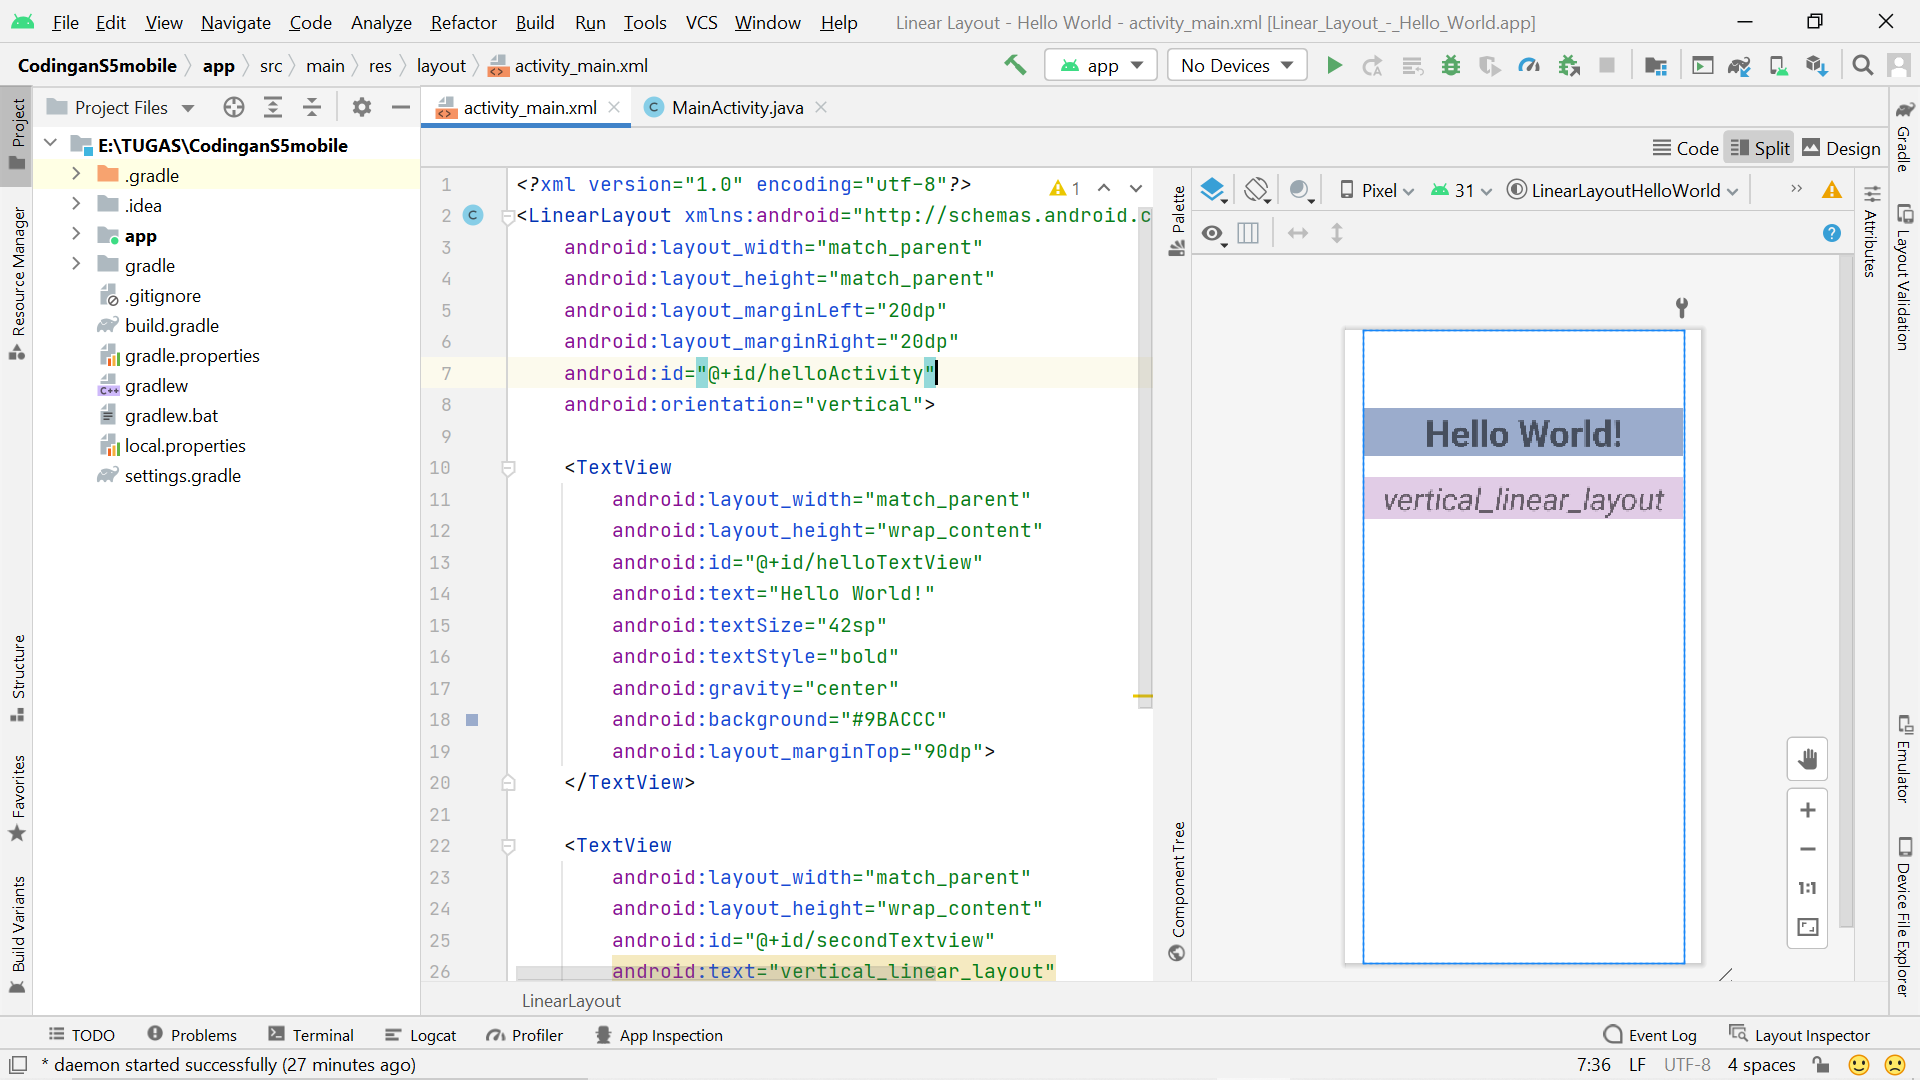 File Edit View Navigate Code Analyze Refactor Build Run Tools VCS Window Help Linear Layout - Hello World - activity_main.xml [Linear_Layout_-_Hello_World.app]
CodinganS5mobile app src main res layout activity_main.xml app No Devices
Project Files activity_main.xml MainActivity.java
Code Split Design
Project
Resource Manager
Structure
Favorites
Build Variants
E:\TUGAS\CodinganS5mobile
.gradle
.idea
app
gradle
.gitignore
build.gradle
gradle.properties
gradlew
gradlew.bat
local.properties
settings.gradle
1 <?xml version="1.0" encoding="utf-8"?> 1
2 <LinearLayout xmlns:android="http://schemas.android.c
3 android:layout_width="match_parent"
4 android:layout_height="match_parent"
5 android:layout_marginLeft="20dp"
6 android:layout_marginRight="20dp"
7 android:id="@+id/helloActivity"
8 android:orientation="vertical">
9
10 <TextView
11 android:layout_width="match_parent"
12 android:layout_height="wrap_content"
13 android:id="@+id/helloTextView"
14 android:text="Hello World!"
15 android:textSize="42sp"
16 android:textStyle="bold"
17 android:gravity="center"
18 android:background="#9BACCC"
19 android:layout_marginTop="90dp">
20 </TextView>
21
22 <TextView
23 android:layout_width="match_parent"
24 android:layout_height="wrap_content"
25 android:id="@+id/secondTextview"
26 android:text="vertical_linear_layout"
LinearLayout
Palette
Component Tree
Pixel 31 LinearLayoutHelloWorld
?
Hello World!
vertical_linear_layout
1:1
Attributes
Gradle
Layout Validation
Emulator
Device File Explorer
TODO Problems Terminal Logcat Profiler App Inspection Event Log Layout Inspector
* daemon started successfully (27 minutes ago) 7:36 LF UTF-8 4 spaces